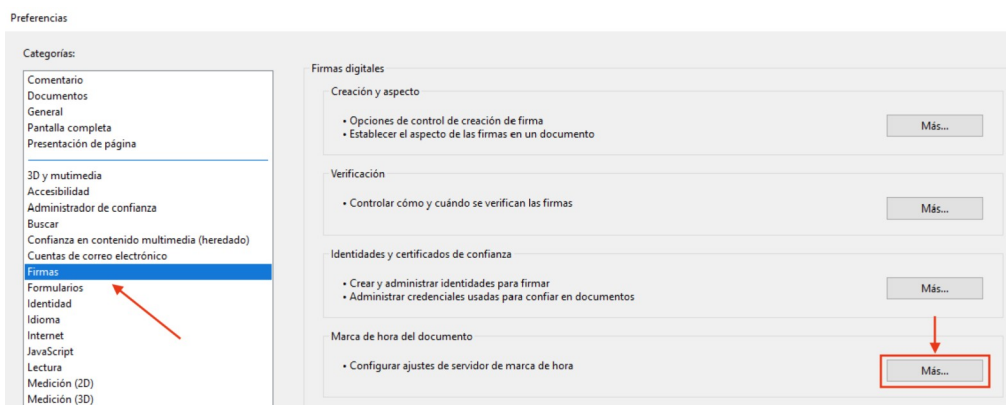 Preferencias
Categorías:
Comentario
Documentos
General
Pantalla completa
Presentación de página
3D y mutimedia
Accesibilidad
Administrador de confianza
Buscar
Confianza en contenido multimedia (heredado)
Cuentas de correo electrónico
Firmas
Formularios
Identidad
Idioma
Internet
JavaScript
Lectura
Medición (2D)
Medición (3D)
Firmas digitales
Creación y aspecto
• Opciones de control de creación de firma
• Establecer el aspecto de las firmas en un documento
Más...
Verificación
• Controlar cómo y cuándo se verifican las firmas
Más...
Identidades y certificados de confianza
• Crear y administrar identidades para firmar
• Administrar credenciales usadas para confiar en documentos
Más...
Marca de hora del documento
• Configurar ajustes de servidor de marca de hora
Más...